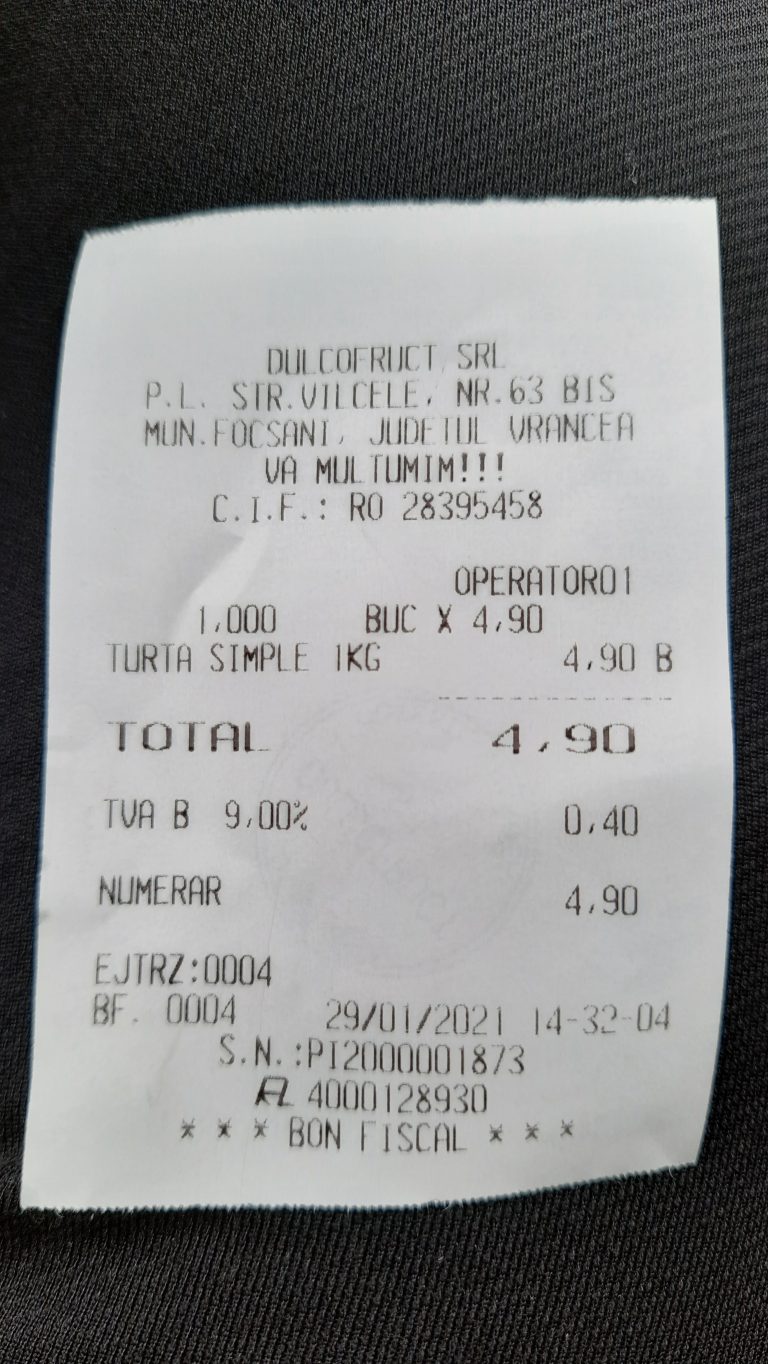 DULCOFRUCT SRL
P.L. STR.VILCELE, NR.63 BIS
MUN.FOCSANI, JUDETUL VRANCEA
VA MULTUMIM!!!
C.I.F.: RO 28395458
OPERATOR01
1,000 BUC X 4,90
TURTA SIMPLE 1KG 4,90 B
TOTAL 4,90
TVA B 9,00% 0,40
NUMERAR 4,90
EJTRZ:0004
BF. 0004 29/01/2021 14-32-04
S.N.:PI2000001873
4000128930
* * * BON FISCAL * * *